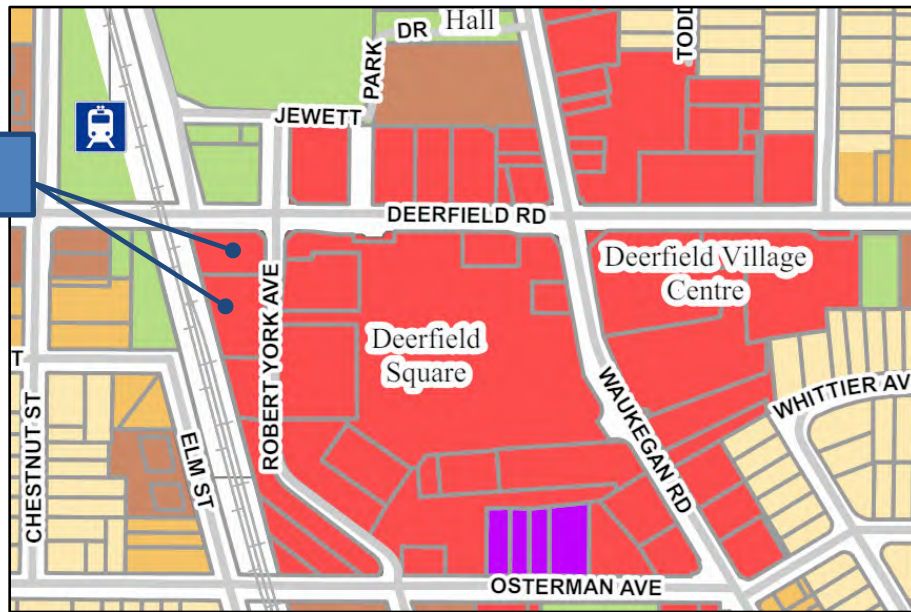 Hall
DR
PARK
TODD
JEWETT
DEERFIELD RD
Deerfield Village
Centre
ROBERT YORK AVE
Deerfield
Square
WAUKEGAN RD
WHITTIER AV
T
CHESTNUT ST
ELM ST
OSTERMAN AVE